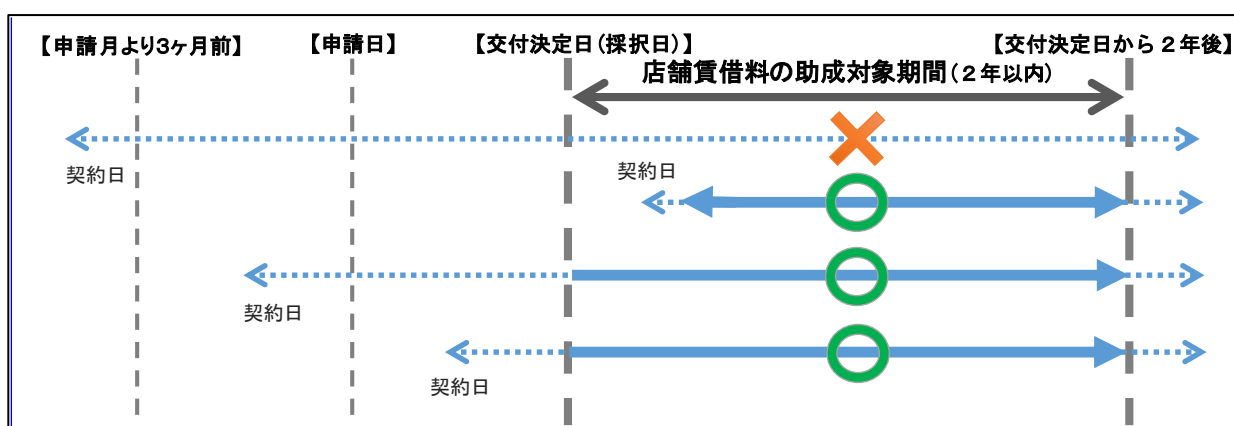 【申請月より3ヶ月前】
【申請日】
【交付決定日(採択日)】
【交付決定日から2年後】
店舗賃借料の助成対象期間(2年以内)
契約日
契約日
契約日
契約日